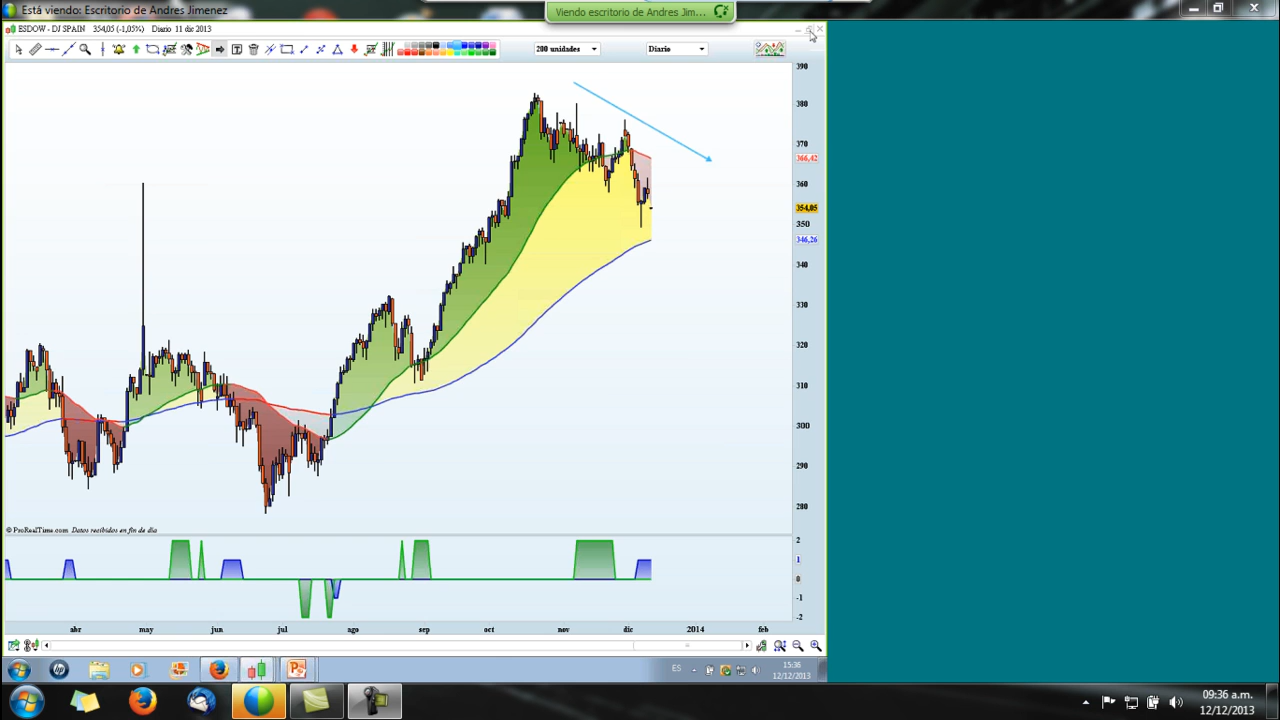 Está viendo: Escritorio de Andres Jimenez
Viendo escritorio de Andres Jim...
ESDOW - DJ SPAIN 354,05 (-1,05%) Diario 11 dic 2013
200 unidades
Diario
390
380
370
366,42
360
354,05
350
346,26
340
330
320
310
300
290
280
© ProRealTime.com Datos recibidos en fin de día
2
1
0
-1
-2
abr may jun jul ago sep oct nov dic 2014 feb
ES
15:36
12/12/2013
09:36 a.m.
12/12/2013